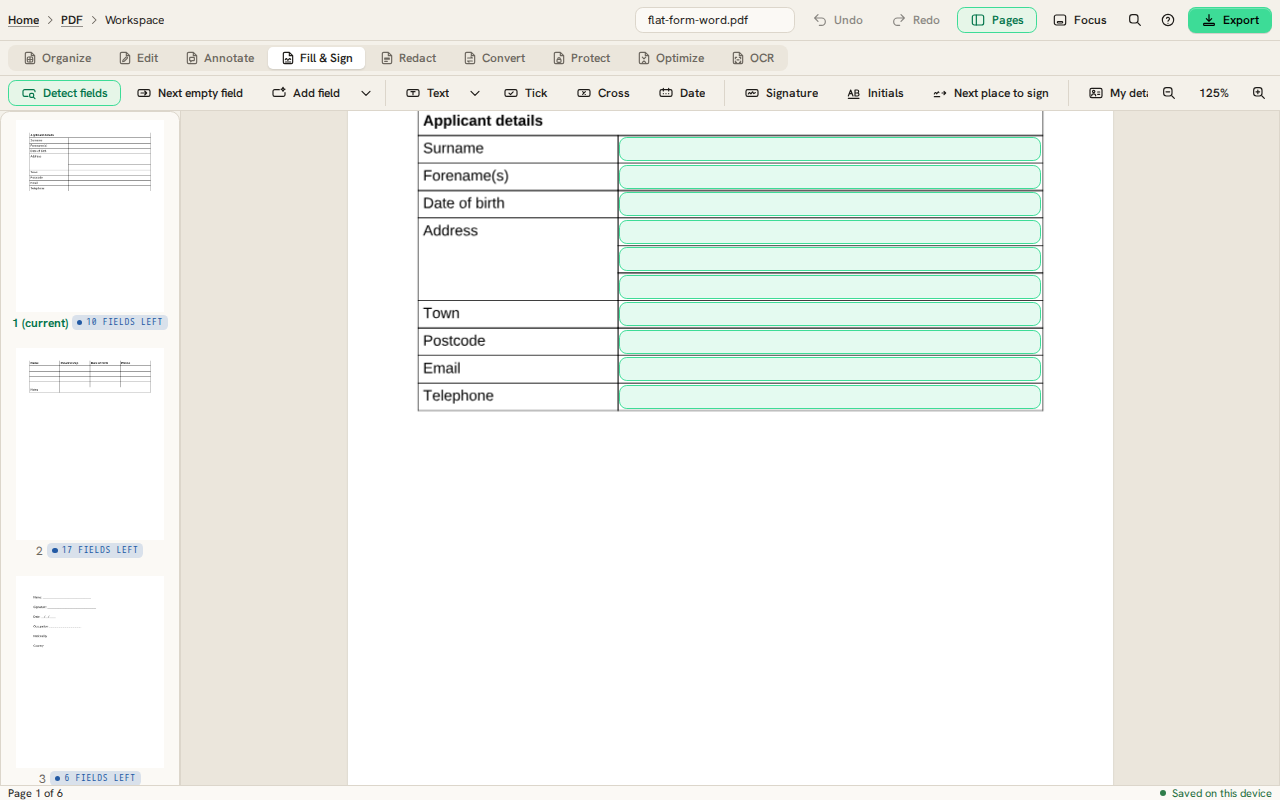 Home > PDF > Workspace
flat-form-word.pdf
Undo
Redo
Pages
Focus
Export
Organize
Edit
Annotate
Fill & Sign
Redact
Convert
Protect
Optimize
OCR
Detect fields
Next empty field
Add field
Text
Tick
Cross
Date
Signature
AB Initials
Next place to sign
My deta
125%
Applicant details
Surname
Forename(s)
Date of birth
Address
Town
Postcode
Email
Telephone
1 (current) 10 FIELDS LEFT
2 17 FIELDS LEFT
3 6 FIELDS LEFT
Page 1 of 6
Saved on this device